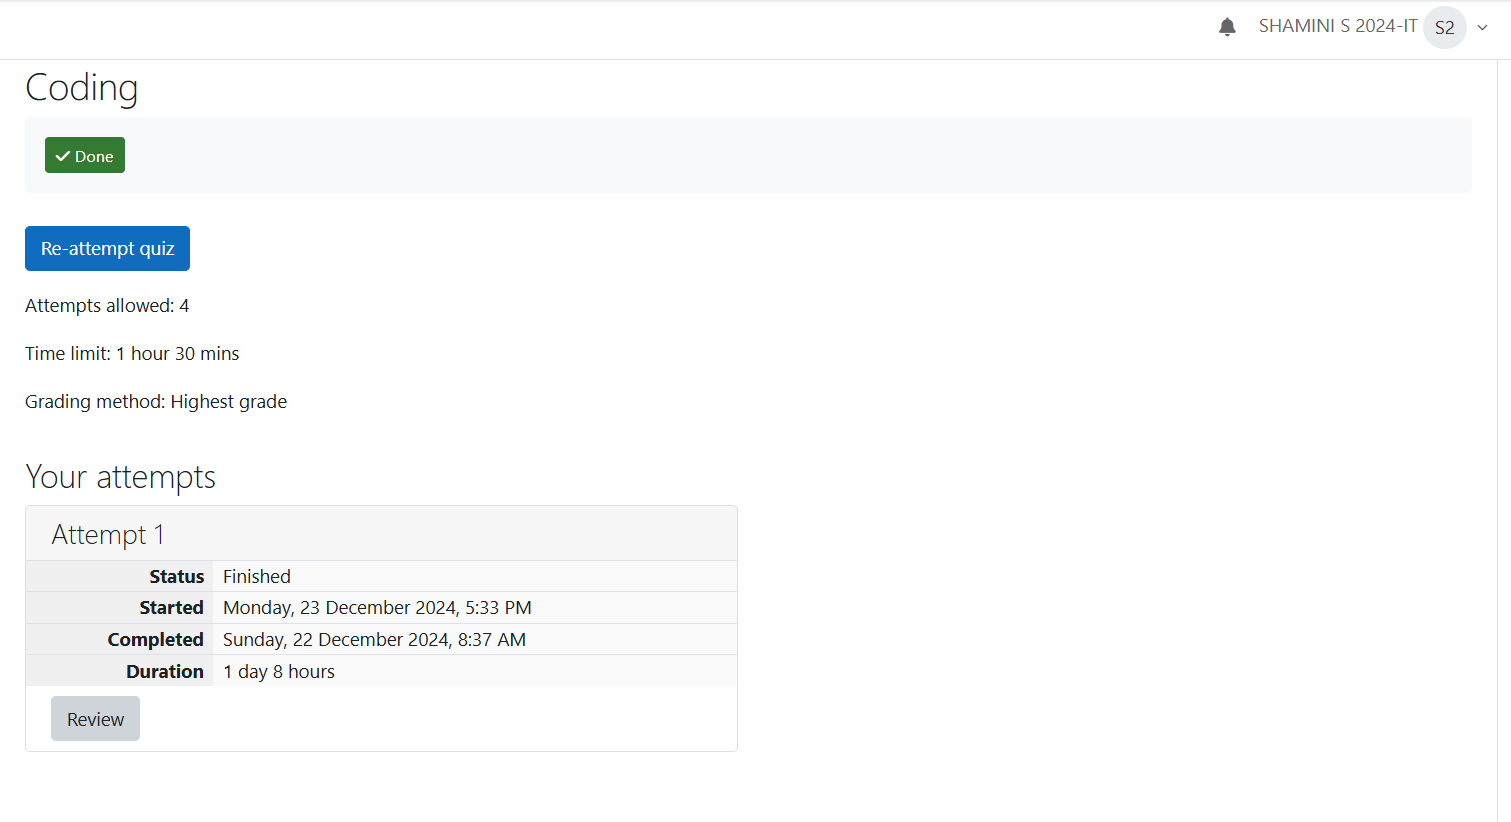 SHAMINI S 2024-IT S2
Coding
Done
Re-attempt quiz
Attempts allowed: 4
Time limit: 1 hour 30 mins
Grading method: Highest grade
Your attempts
Attempt 1
Status Finished
Started Monday, 23 December 2024, 5:33 PM
Completed Sunday, 22 December 2024, 8:37 AM
Duration 1 day 8 hours
Review